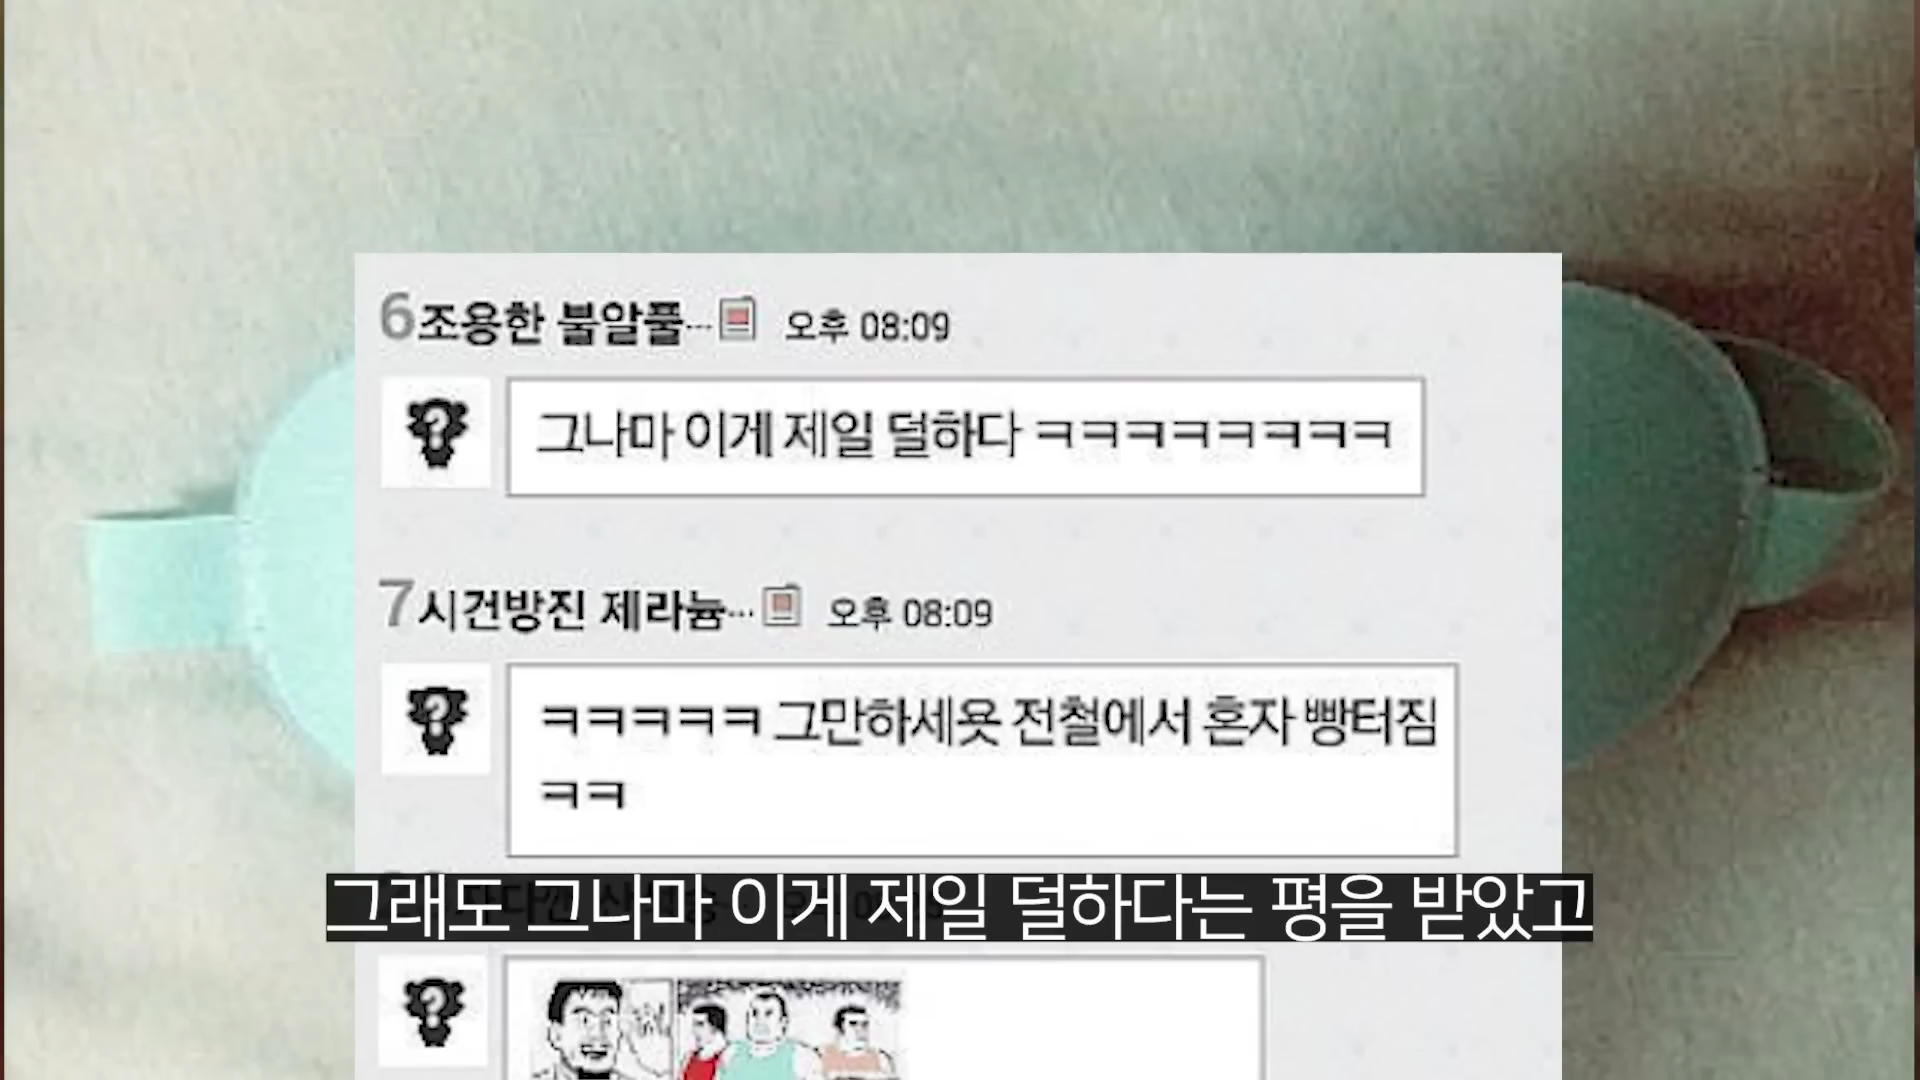 6조용한 불알풀··· 오후 08:09
그나마 이게 제일 덜하다 ㅋㅋㅋㅋㅋㅋㅋㅋ
7시건방진 제라늄··· 오후 08:09
ㅋㅋㅋㅋㅋ 그만하세욧 전철에서 혼자 빵터짐
ㅋㅋ
그래도 그나마 이게 제일 덜하다는 평을 받았고